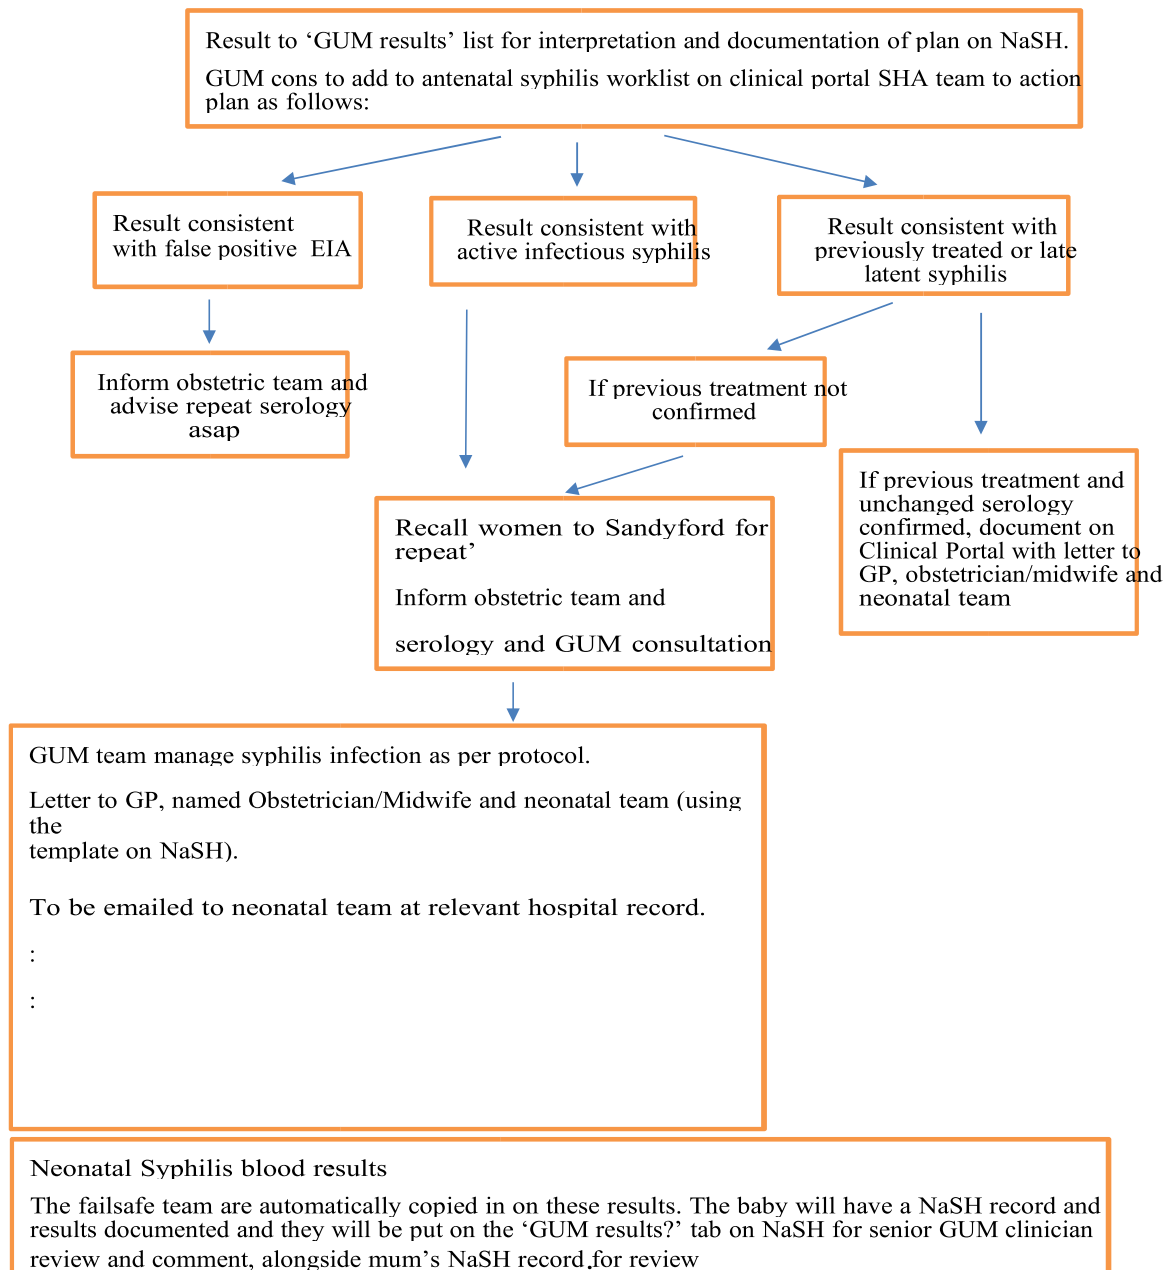 Result to ‘GUM results’ list for interpretation and documentation of plan on NaSH.
GUM cons to add to antenatal syphilis worklist on clinical portal SHA team to action
plan as follows:
Result consistent
with false positive EIA
Result consistent with
active infectious syphilis
Result consistent with
previously treated or late
latent syphilis
Inform obstetric team and
advise repeat serology
asap
If previous treatment not
confirmed
If previous treatment and
unchanged serology
confirmed, document on
Clinical Portal with letter to
GP, obstetrician/midwife and
neonatal team
Recall women to Sandyford for
repeat’
Inform obstetric team and
serology and GUM consultation
GUM team manage syphilis infection as per protocol.
Letter to GP, named Obstetrician/Midwife and neonatal team (using
the
template on NaSH).
To be emailed to neonatal team at relevant hospital record.
:
:
Neonatal Syphilis blood results
The failsafe team are automatically copied in on these results. The baby will have a NaSH record and
results documented and they will be put on the ‘GUM results?’ tab on NaSH for senior GUM clinician
review and comment, alongside mum’s NaSH record.for review